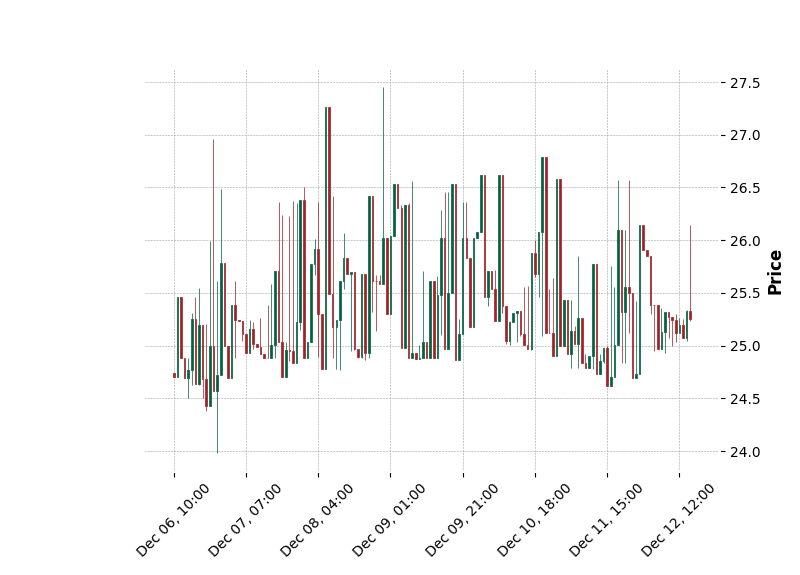 27.5
27.0
26.5
26.0
25.5
25.0
24.5
24.0
Price
Dec 06, 10:00
Dec 07, 07:00
Dec 08, 04:00
Dec 09, 01:00
Dec 09, 21:00
Dec 10, 18:00
Dec 11, 15:00
Dec 12, 12:00